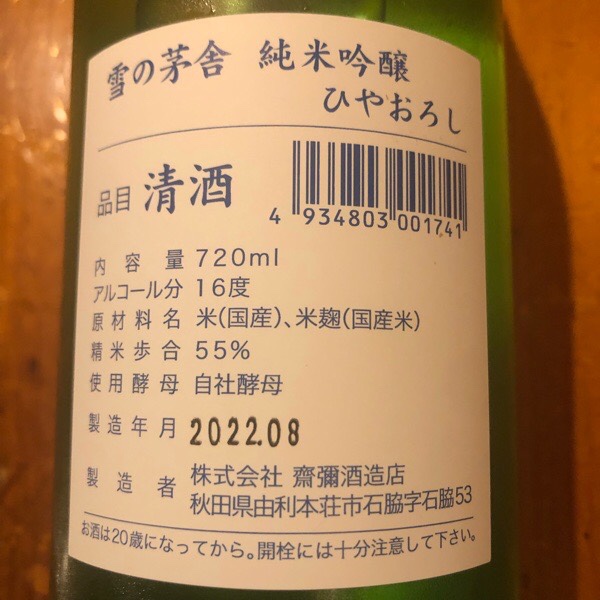 雪の茅舎 純米吟醸
ひやおろし
品目 清酒
4 934803 001741
内容量 720ml
アルコール分 16度
原材料名 米(国産)、米麹(国産米)
精米歩合 55%
使用酵母 自社酵母
製造年月 2022.08
製造者 株式会社 齋彌酒造店
秋田県由利本荘市石脇字石脇53
お酒は20歳になってから。開栓には十分注意して下さい。